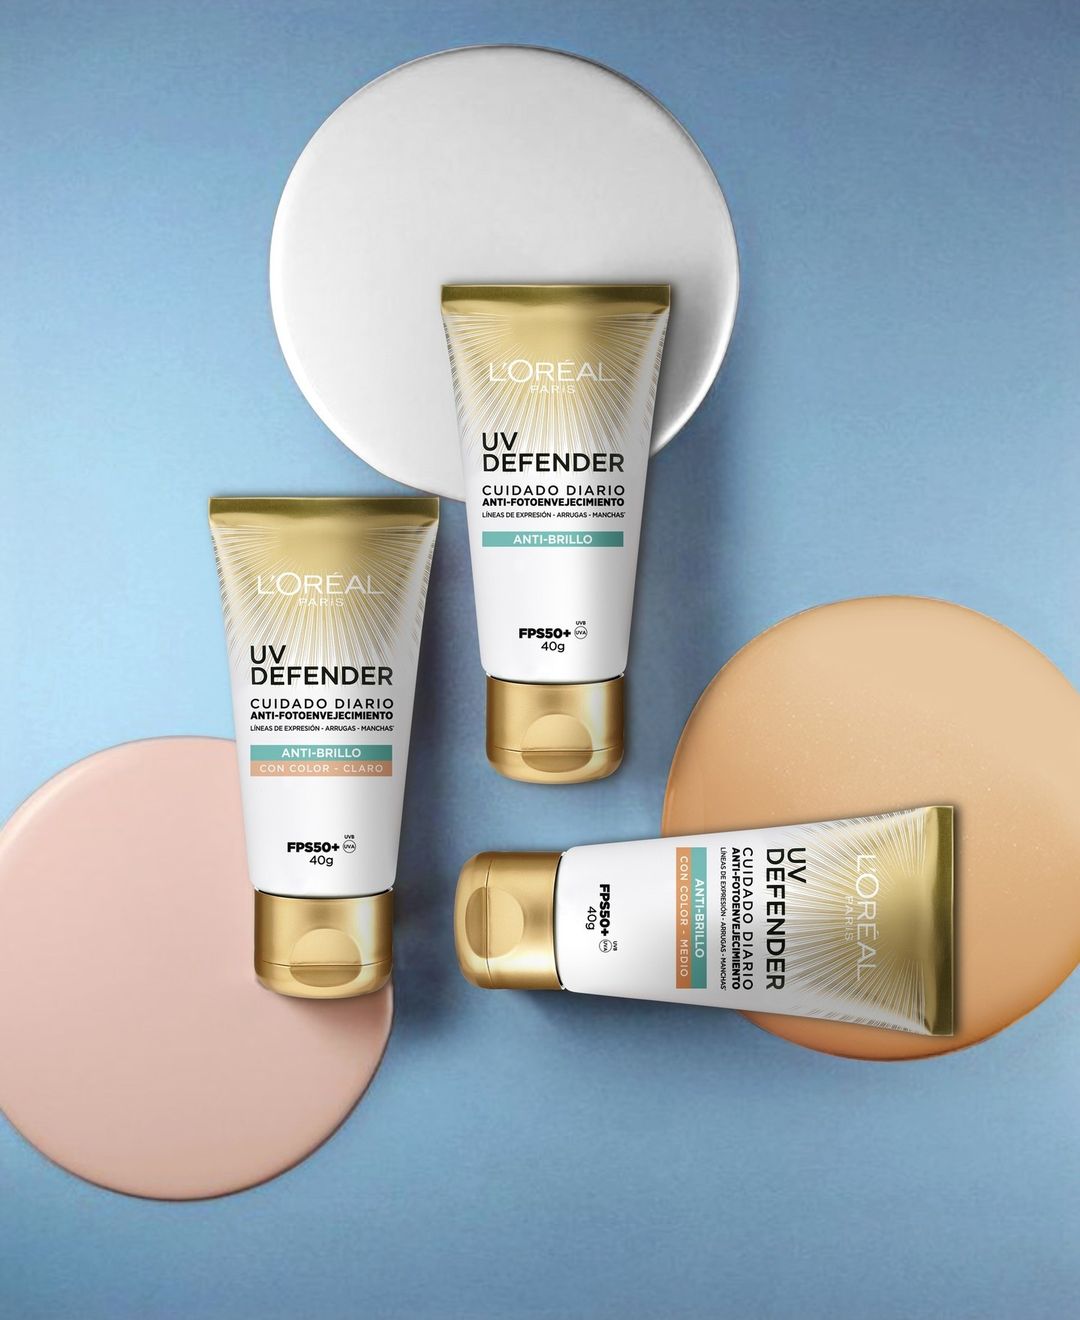 L'ORÉAL
PARIS
UV
DEFENDER
CUIDADO DIARIO
ANTI-FOTOENVEJECIMIENTO
LÍNEAS DE EXPRESIÓN - ARRUGAS - MANCHAS*
ANTI-BRILLO
FPS50+ UVB UVA
40g
L'ORÉAL
PARIS
UV
DEFENDER
CUIDADO DIARIO
ANTI-FOTOENVEJECIMIENTO
LÍNEAS DE EXPRESIÓN - ARRUGAS - MANCHAS*
ANTI-BRILLO
CON COLOR - CLARO
FPS50+ UVB UVA
40g
L'ORÉAL
PARIS
UV
DEFENDER
CUIDADO DIARIO
ANTI-FOTOENVEJECIMIENTO
LÍNEAS DE EXPRESIÓN - ARRUGAS - MANCHAS*
ANTI-BRILLO
CON COLOR - MEDIO
FPS50+ UVB UVA
40g